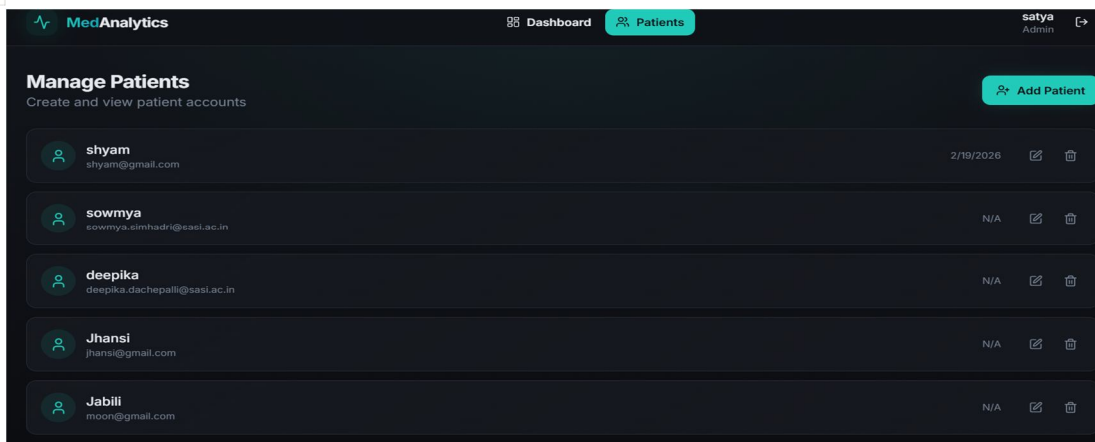 MedAnalytics
Dashboard
Patients
satya
Admin
Manage Patients
Create and view patient accounts
Add Patient
shyam
shyam@gmail.com
2/19/2026
sowmya
sowmya.simhadri@sasi.ac.in
N/A
deepika
deepika.dachepalli@sasi.ac.in
N/A
Jhansi
jhansi@gmail.com
N/A
Jabili
moon@gmail.com
N/A